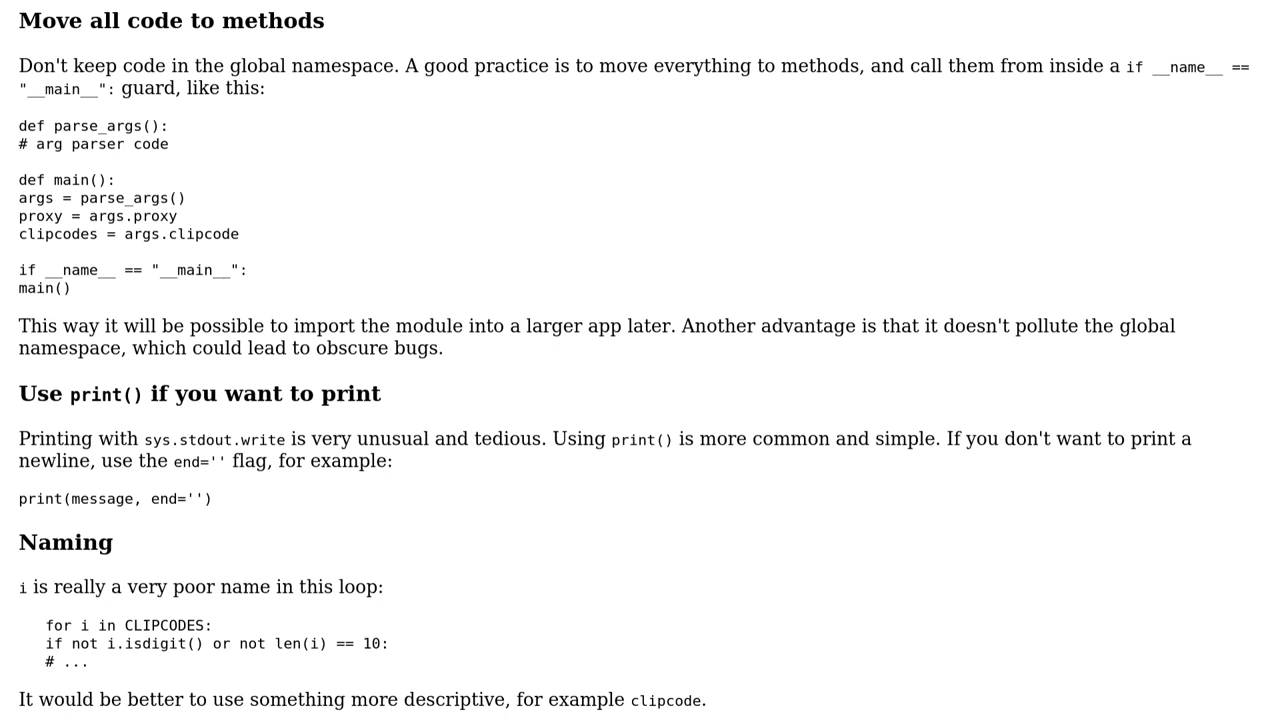 Move all code to methods
Don't keep code in the global namespace. A good practice is to move everything to methods, and call them from inside a if __name__ ==
"__main__": guard, like this:
def parse_args():
# arg parser code
def main():
args = parse_args()
proxy = args.proxy
clipcodes = args.clipcode
if __name__ == "__main__":
main()
This way it will be possible to import the module into a larger app later. Another advantage is that it doesn't pollute the global
namespace, which could lead to obscure bugs.
Use print() if you want to print
Printing with sys.stdout.write is very unusual and tedious. Using print() is more common and simple. If you don't want to print a
newline, use the end='' flag, for example:
print(message, end='')
Naming
i is really a very poor name in this loop:
for i in CLIPCODES:
if not i.isdigit() or not len(i) == 10:
# ...
It would be better to use something more descriptive, for example clipcode.